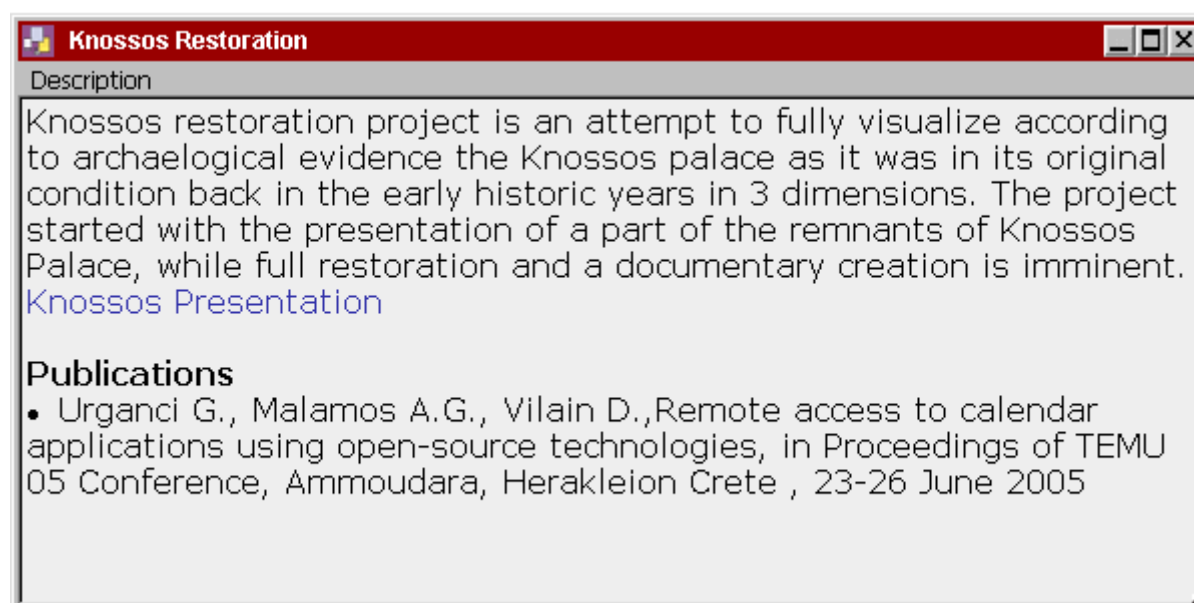 Knossos Restoration
Description
Knossos restoration project is an attempt to fully visualize according
to archaelogical evidence the Knossos palace as it was in its original
condition back in the early historic years in 3 dimensions. The project
started with the presentation of a part of the remnants of Knossos
Palace, while full restoration and a documentary creation is imminent.
Knossos Presentation
Publications
• Urganci G., Malamos A.G., Vilain D.,Remote access to calendar
applications using open-source technologies, in Proceedings of TEMU
05 Conference, Ammoudara, Herakleion Crete , 23-26 June 2005